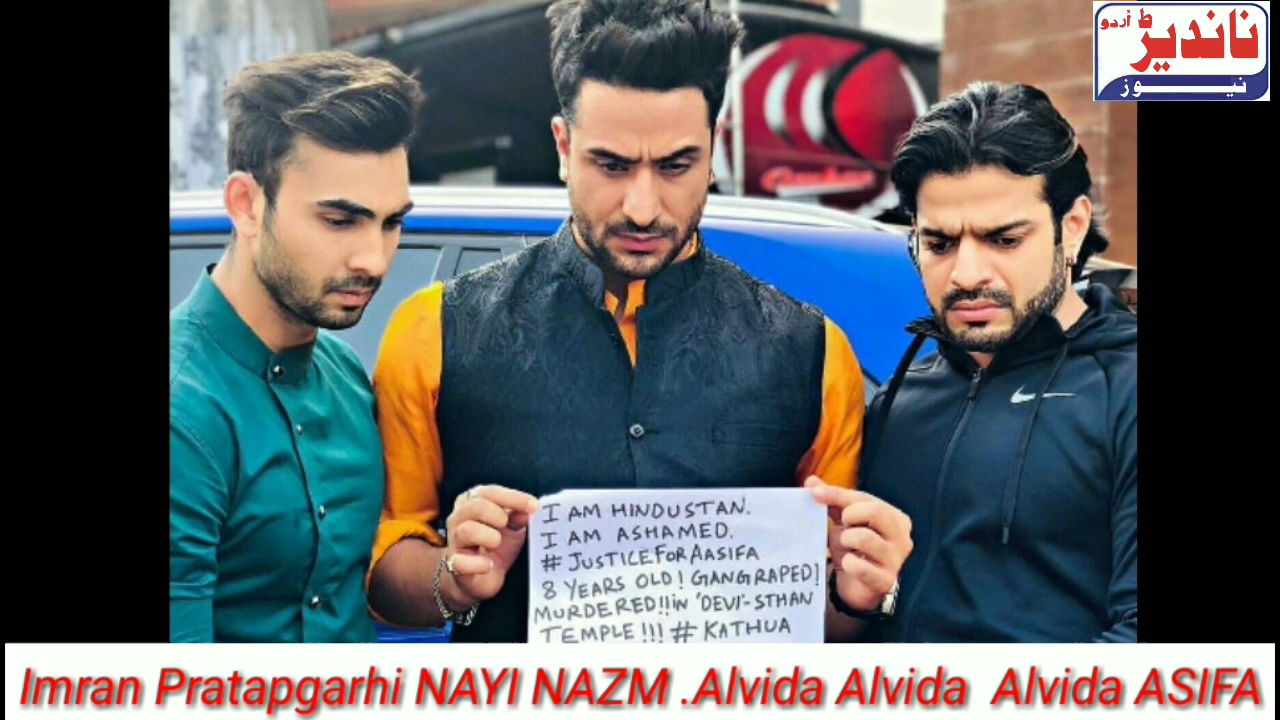 ناندیڑ اُردو
نیوز
I AM HINDUSTAN.
I AM ASHAMED.
# JUSTICEFORAASIFA
8 YEARS OLD! GANGRAPED!
MURDERED!!in 'DEVI'-STHAN
TEMPLE!!! # KATHUA
Imran Pratapgarhi NAYI NAZM .Alvida Alvida Alvida ASIFA